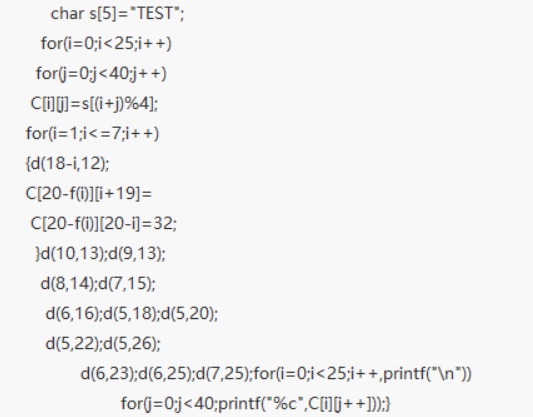 char s[5]="TEST";
for(i=0;i<25;i++)
for(j=0;j<40;j++)
C[i][j]=s[(i+j)%4];
for(i=1;i<=7;i++)
{d(18-i,12);
C[20-f(i)][i+19]=
C[20-f(i)][20-i]=32;
}d(10,13);d(9,13);
d(8,14);d(7,15);
d(6,16);d(5,18);d(5,20);
d(5,22);d(5,26);
d(6,23);d(6,25);d(7,25);for(i=0;i<25;i++,printf("\n"))
for(j=0;j<40;printf("%c",C[i][j++]));}